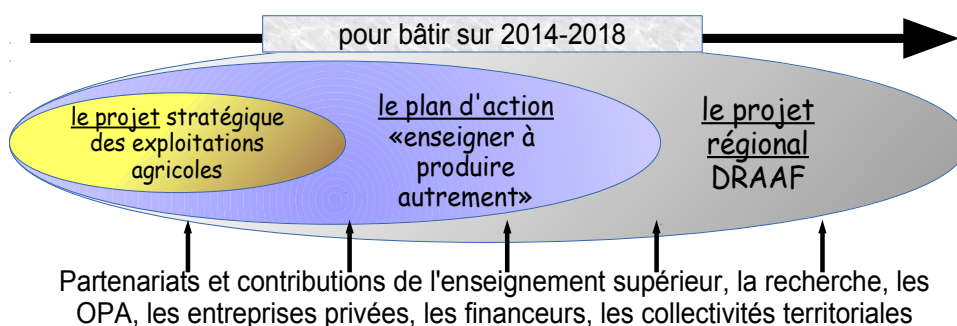 pour bâtir sur 2014-2018
le projet stratégique
des exploitations
agricoles
le plan d'action
«enseigner à
produire
autrement»
le projet
régional
DRAAF
Partenariats et contributions de l'enseignement supérieur, la recherche, les
OPA, les entreprises privées, les financeurs, les collectivités territoriales